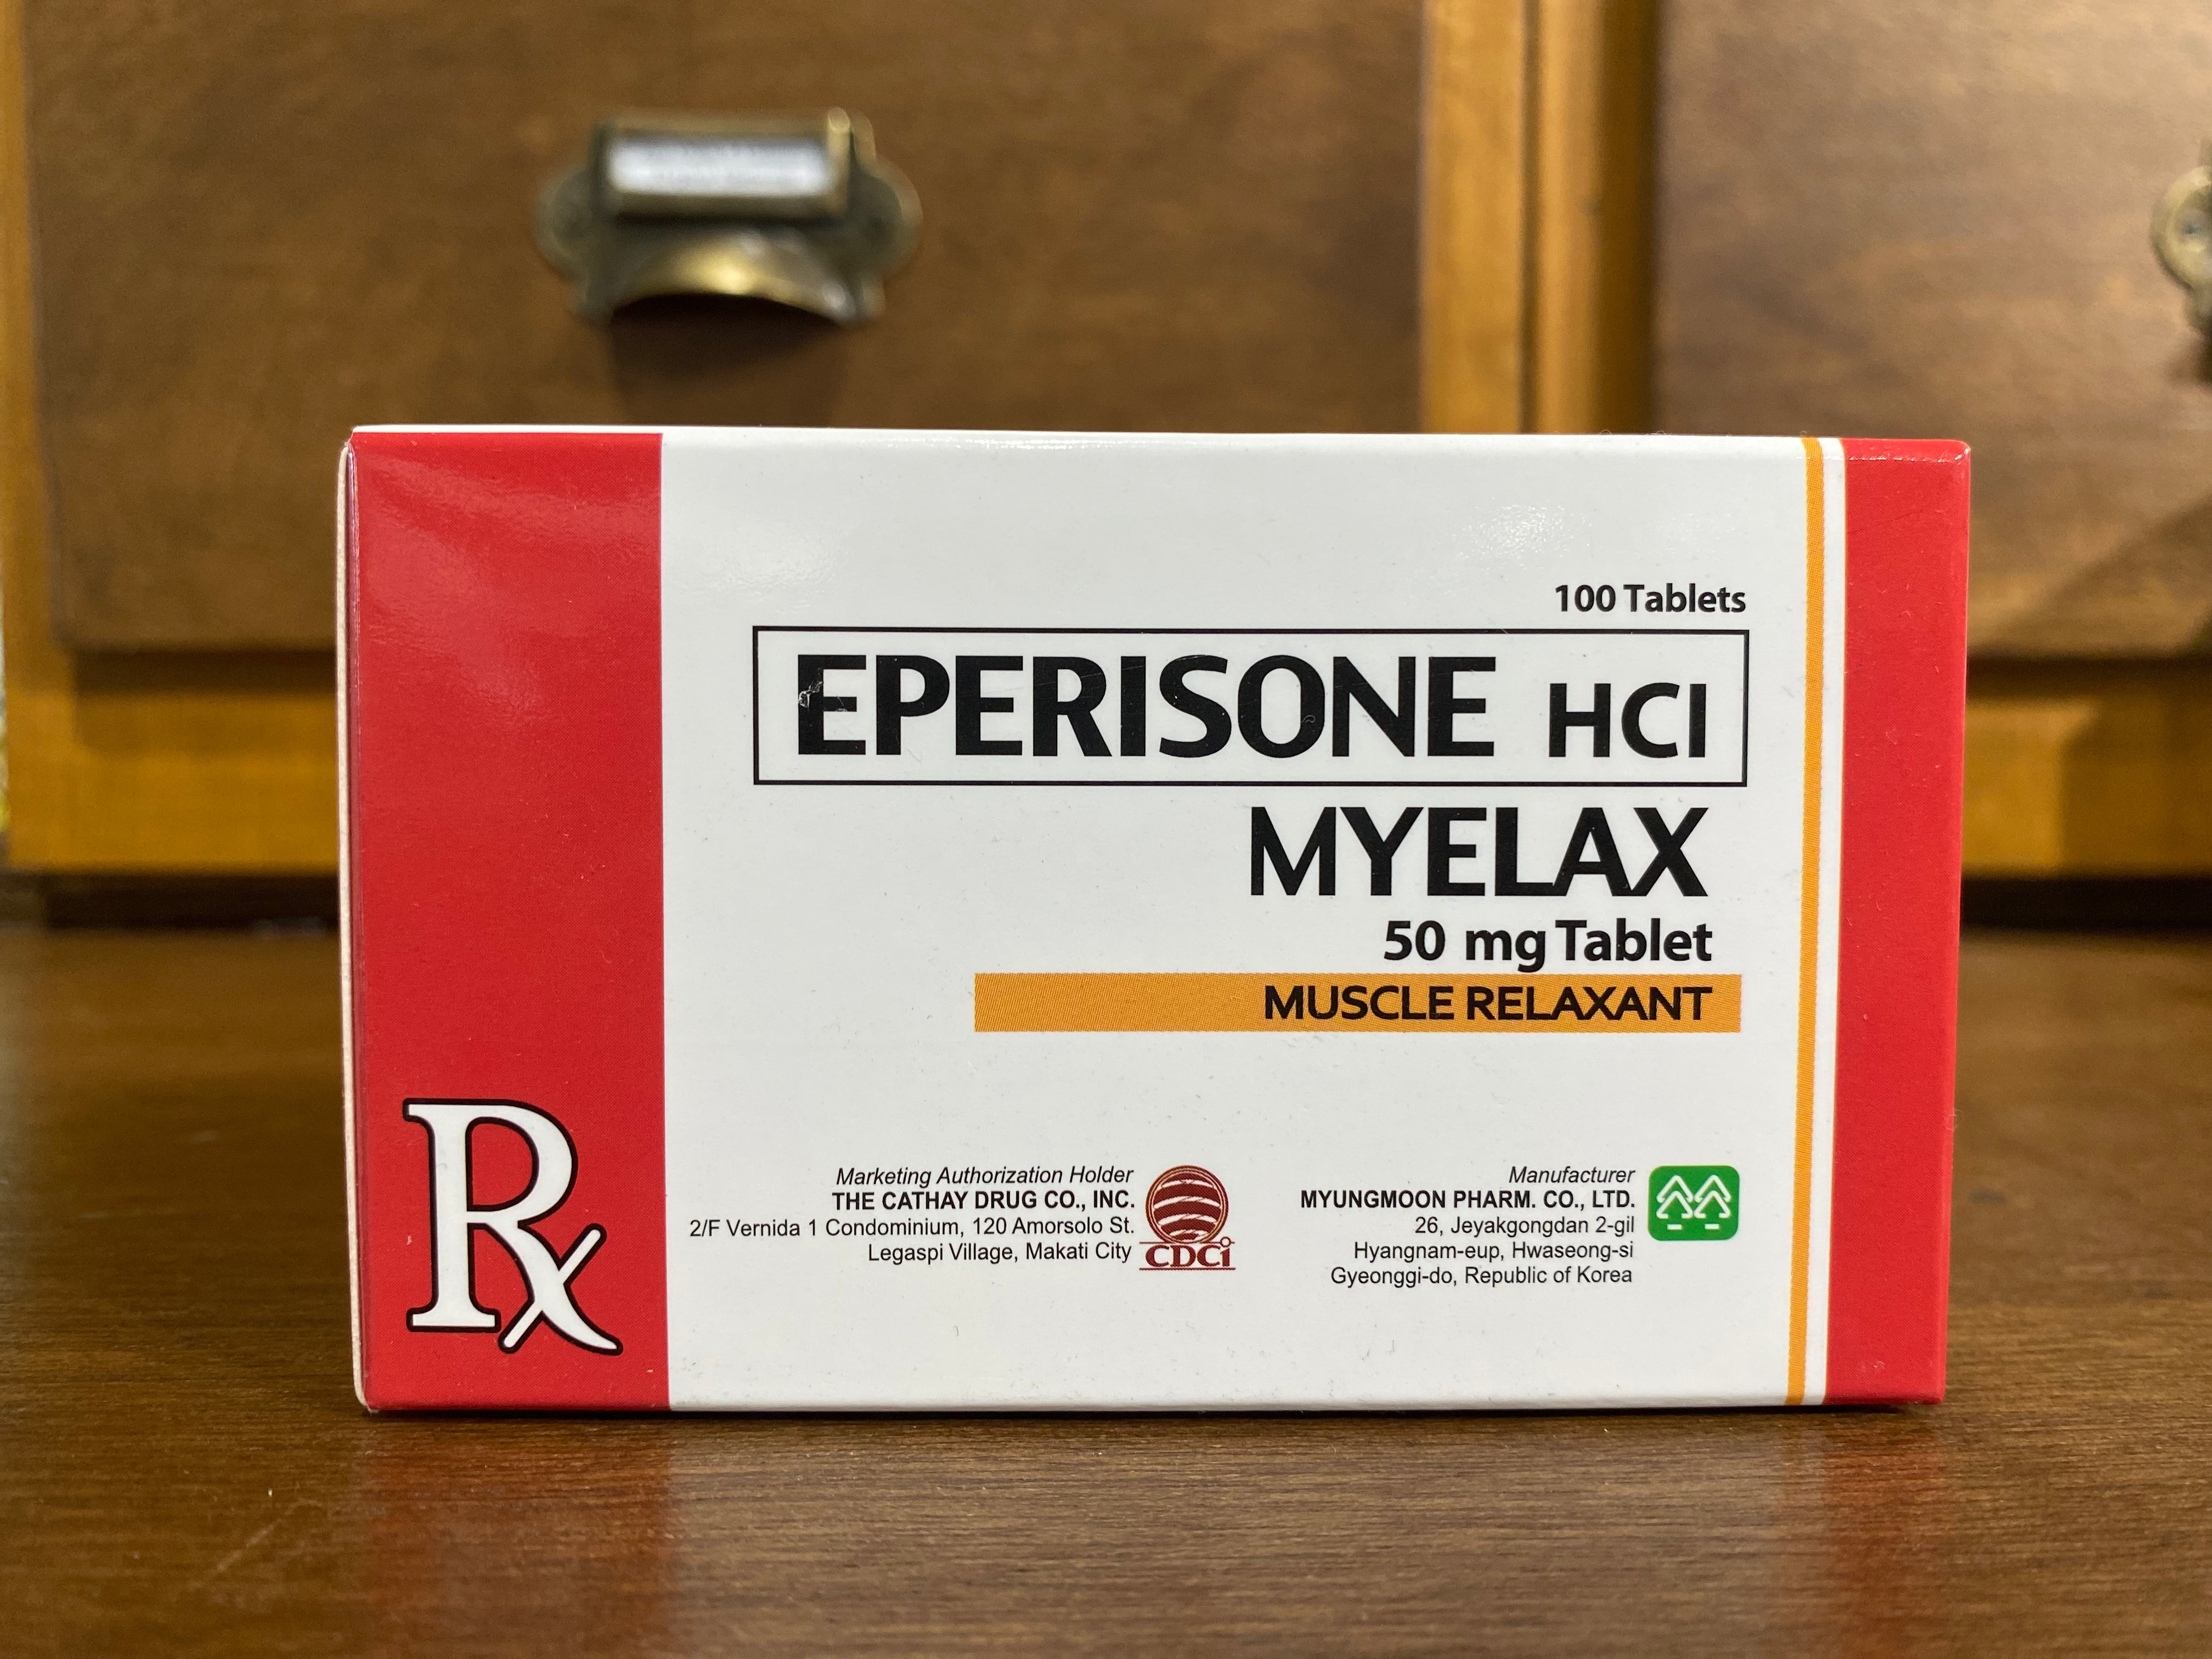 100 Tablets
EPERISONE HCl
MYELAX
50 mg Tablet
MUSCLE RELAXANT
Rx
Marketing Authorization Holder
THE CATHAY DRUG CO., INC.
2/F Vernida 1 Condominium, 120 Amorsolo St.
Legaspi Village, Makati City
CDCi
Manufacturer
MYUNGMOON PHARM. CO., LTD.
26, Jeyakgongdan 2-gil
Hyangnam-eup, Hwaseong-si
Gyeonggi-do, Republic of Korea